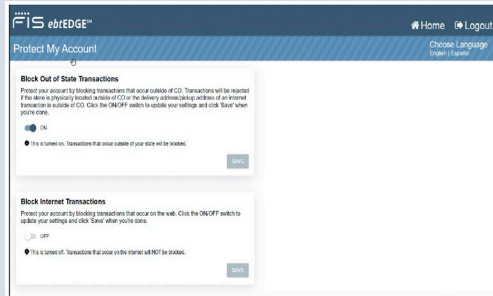 FIS ebtEDGE℠
Home Logout
Protect My Account
Choose Language
English | Español
Block Out of State Transactions
Protect your account by blocking transactions that occur outside of CO. Transactions will be rejected
if the store is physically located outside of CO or the delivery address/pickup address of an internet
transaction is outside of CO. Click the ON/OFF switch to update your settings and click 'Save' when
you're done.
ON
This is turned on. Transactions that occur outside of your state will be blocked.
SAVE
Block Internet Transactions
Protect your account by blocking transactions that occur on the web. Click the ON/OFF switch to
update your settings and click 'Save' when you're done.
OFF
This is turned off. Transactions that occur on the internet will NOT be blocked.
SAVE